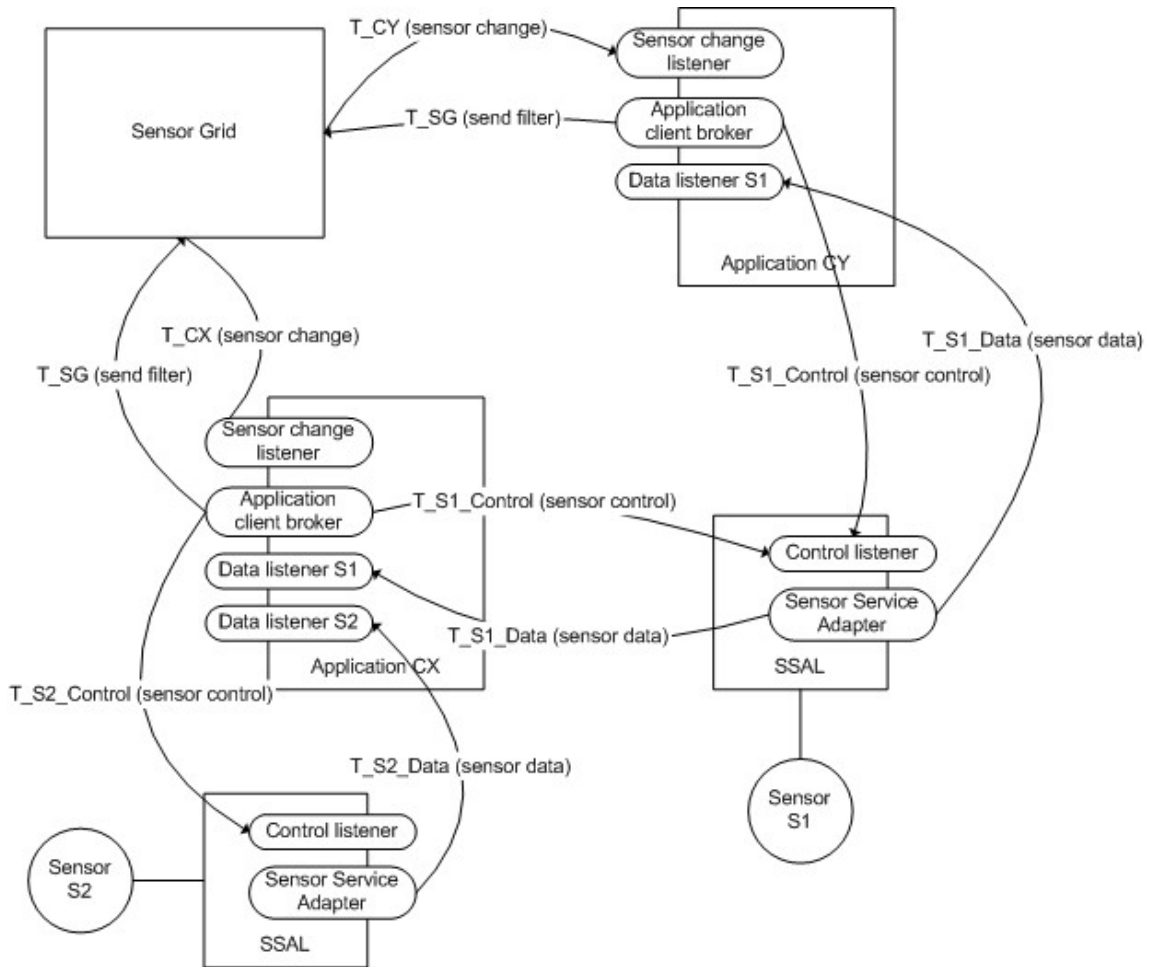 T_CY (sensor change)
Sensor change
listener
Sensor Grid
T_SG (send filter)
Application
client broker
Data listener S1
Application CY
T_CX (sensor change)
T_SG (send filter)
T_S1_Data (sensor data)
T_S1_Control (sensor control)
Sensor change
listener
Application
client broker
T_S1_Control (sensor control)
Data listener S1
Data listener S2
Application CX
Control listener
Sensor Service
Adapter
T_S1_Data (sensor data)
SSAL
T_S2_Control (sensor control)
T_S2_Data (sensor data)
Sensor
S1
Control listener
Sensor
S2
Sensor Service
Adapter
SSAL